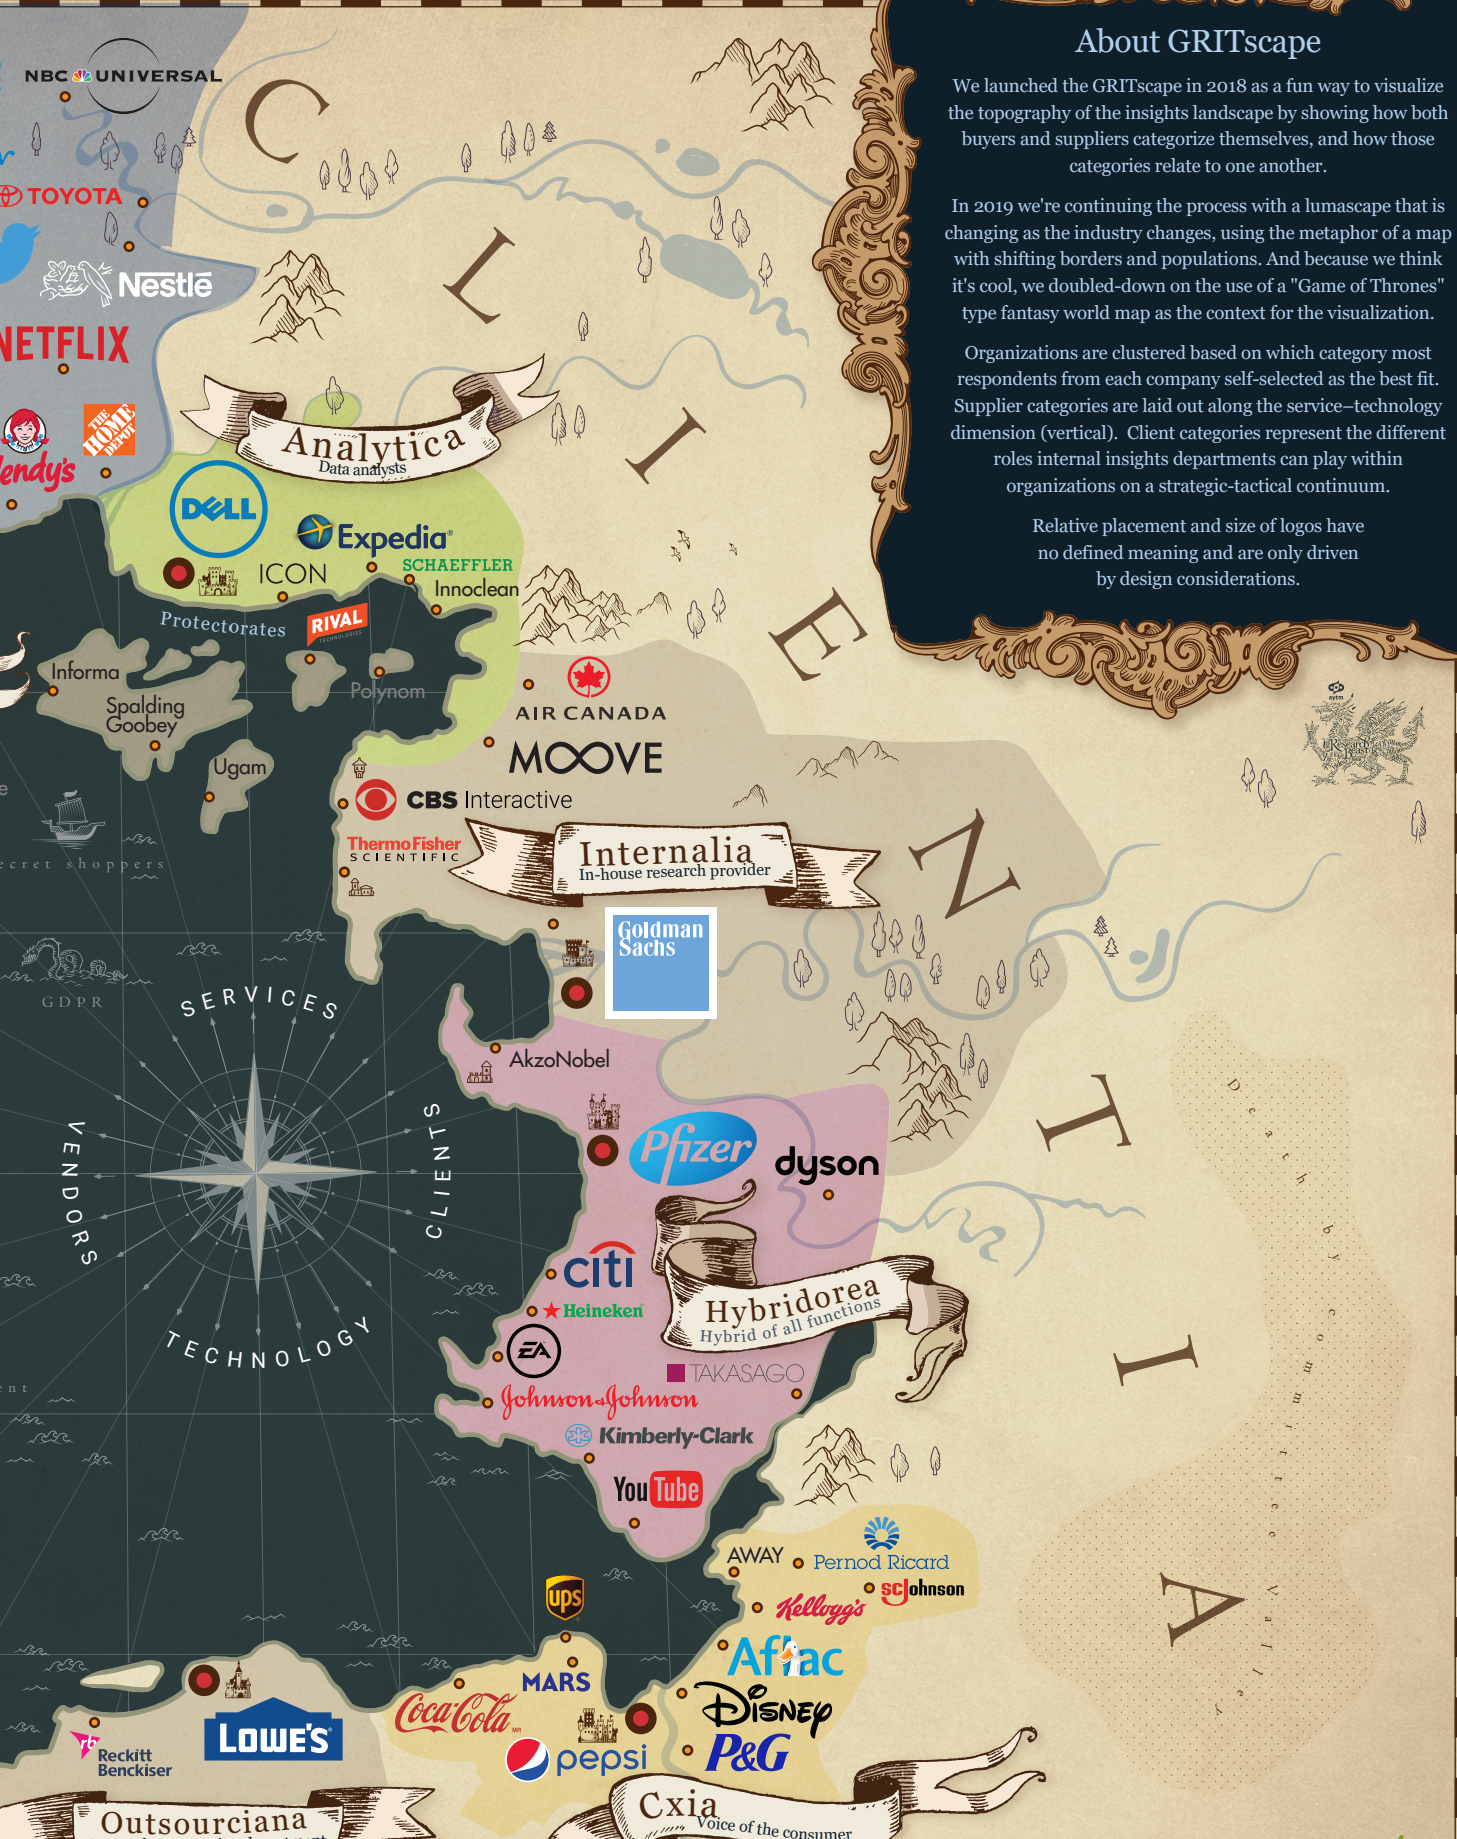 About GRITscape
We launched the GRITscape in 2018 as a fun way to visualize
the topography of the insights landscape by showing how both
buyers and suppliers categorize themselves, and how those
categories relate to one another.
In 2019 we're continuing the process with a lumascape that is
changing as the industry changes, using the metaphor of a map
with shifting borders and populations. And because we think
it's cool, we doubled-down on the use of a "Game of Thrones"
type fantasy world map as the context for the visualization.
Organizations are clustered based on which category most
respondents from each company self-selected as the best fit.
Supplier categories are laid out along the service–technology
dimension (vertical). Client categories represent the different
roles internal insights departments can play within
organizations on a strategic-tactical continuum.
Relative placement and size of logos have
no defined meaning and are only driven
by design considerations.
NBC UNIVERSAL
TOYOTA
Nestlé
NETFLIX
THE HOME DEPOT
CLIENTIA
Analytica
Data analysts
DELL
Expedia®
SCHAEFFLER
ICON
Innoclean
Protectorates
RIVAL
TECHNOLOGIES
Informa
Polynom
Spalding
Goobey
Ugam
AIR CANADA
MOOVE
aytm
Research
Beast
CBS Interactive
ThermoFisher
SCIENTIFIC
Internalia
In-house research provider
ecret shoppers
Goldman
Sachs
GDPR
SERVICES
VENDORS
CLIENTS
TECHNOLOGY
AkzoNobel
Pfizer
dyson
Death by committee Valley
citi
Heineken
Hybridorea
Hybrid of all functions
EA
TAKASAGO
Johnson & Johnson
Kimberly-Clark
YouTube
ent
AWAY
Pernod Ricard
SC Johnson
Kellogg's
ups
Aflac
MARS
Disney
Coca-Cola
pepsi
P&G
LOWE'S
rb
Reckitt
Benckiser
Outsourciana
Cxia
Voice of the consumer